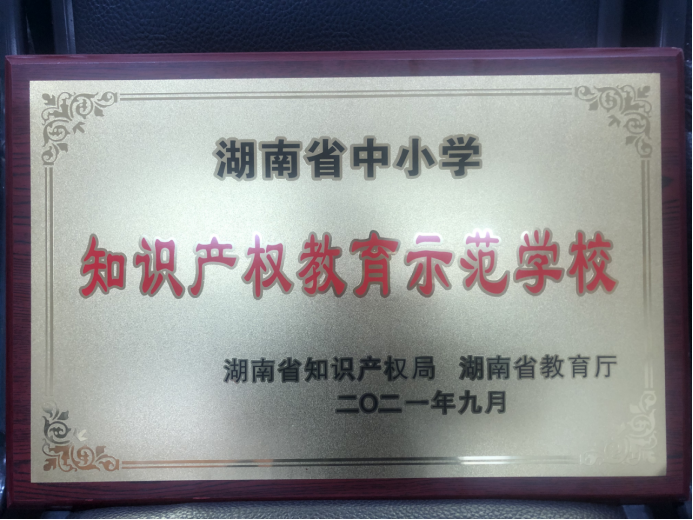 湖南省中小学
知识产权教育示范学校
湖南省知识产权局 湖南省教育厅
二〇二一年九月